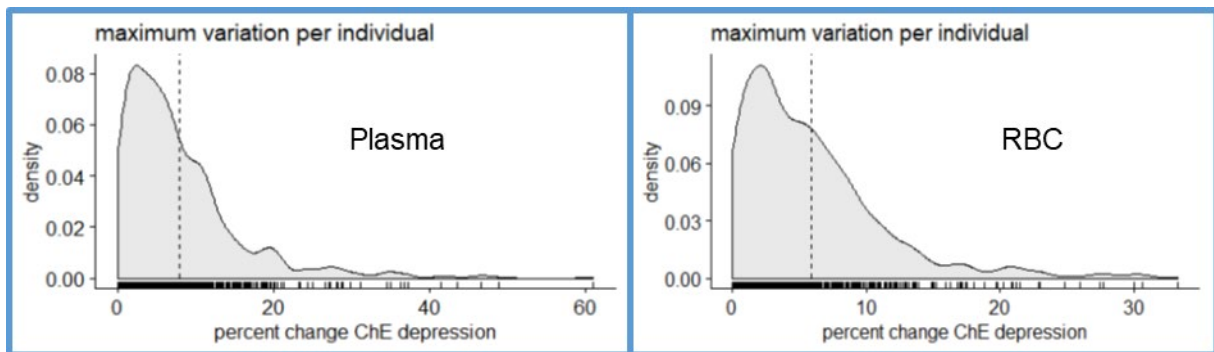 maximum variation per individual
density
0.08
0.06
0.04
0.02
0.00
Plasma
0
20
40
60
percent change ChE depression
maximum variation per individual
density
0.09
0.06
0.03
0.00
RBC
0
10
20
30
percent change ChE depression